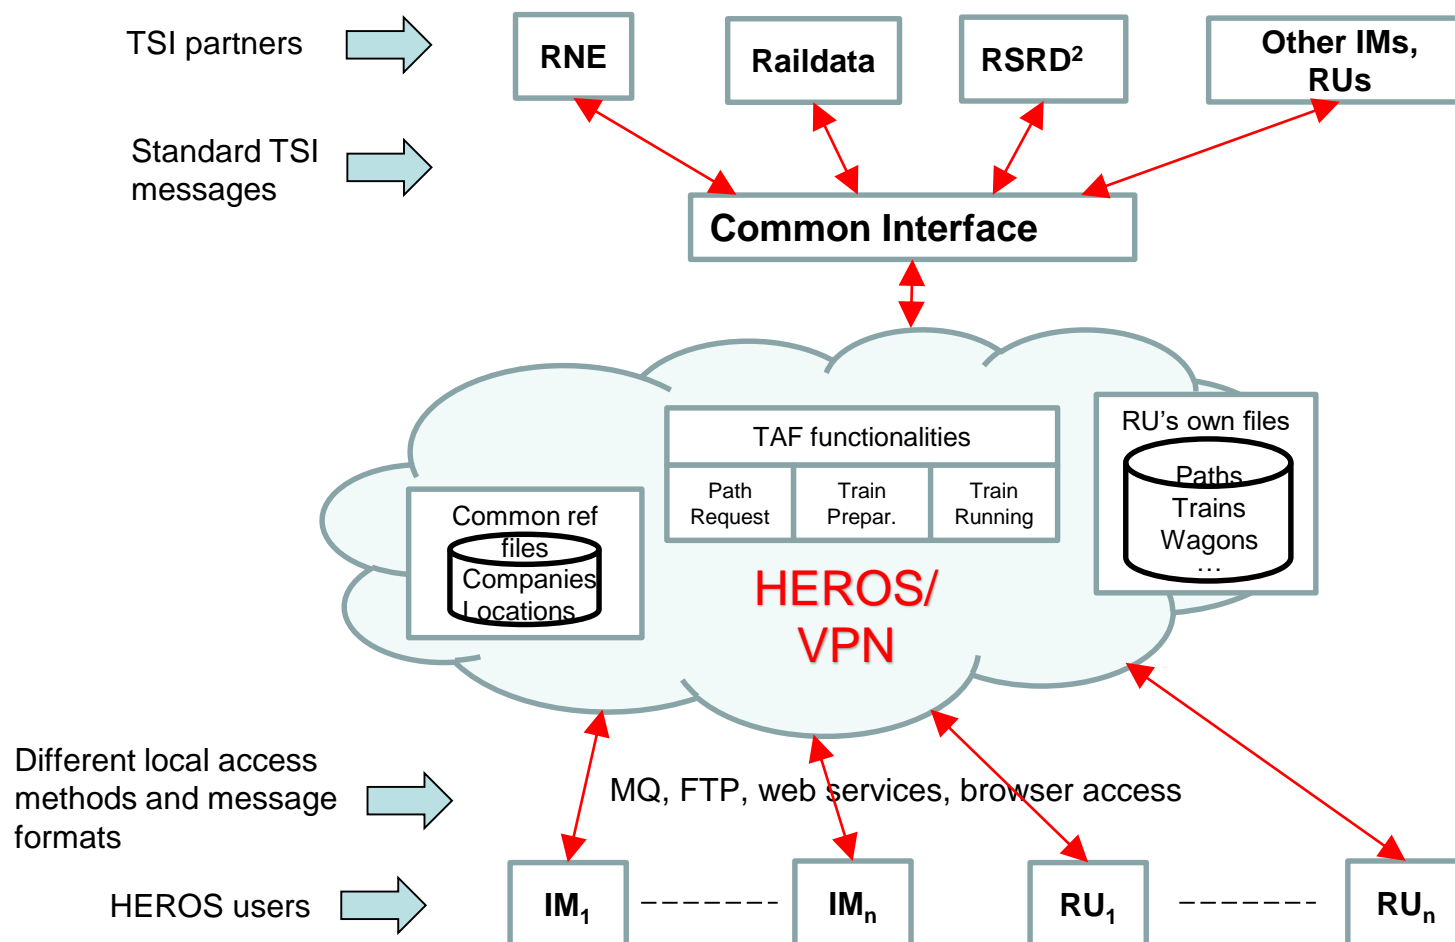 TSI partners
RNE
Raildata
RSRD²
Other IMs,
RUs
Standard TSI
messages
Common Interface
TAF functionalities
Path
Request
Train
Prepar.
Train
Running
RU’s own files
Paths
Trains
Wagons
…
Common ref
files
Companies
Locations
HEROS/
VPN
Different local access
methods and message
formats
MQ, FTP, web services, browser access
HEROS users
IM₁
IMₙ
RU₁
RUₙ